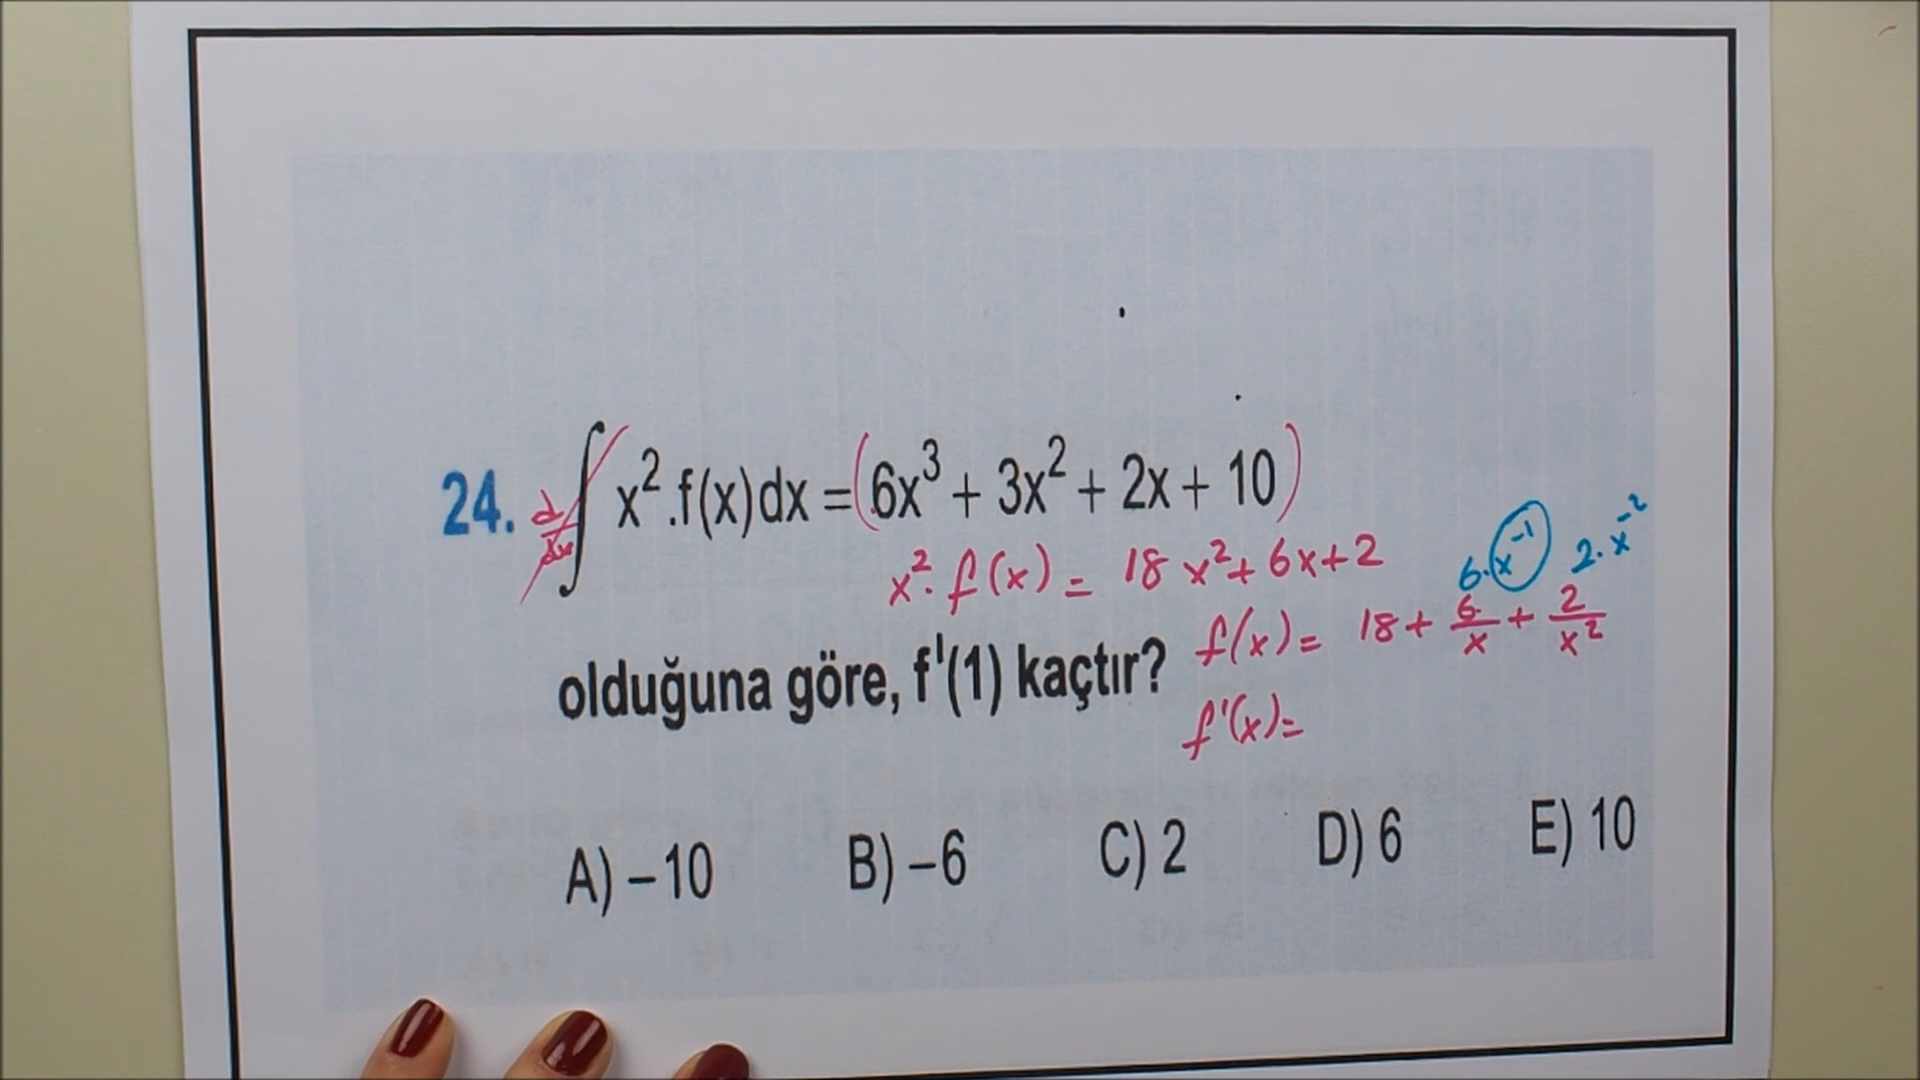 24. d/dx ∫ x².f(x)dx = (6x³ + 3x² + 2x + 10)
x².f(x) = 18x² + 6x + 2
6.x⁻¹ 2.x⁻²
f(x) = 18 + 6/x + 2/x²
olduğuna göre, f'(1) kaçtır?
f'(x) =
A) –10 B) –6 C) 2 D) 6 E) 10